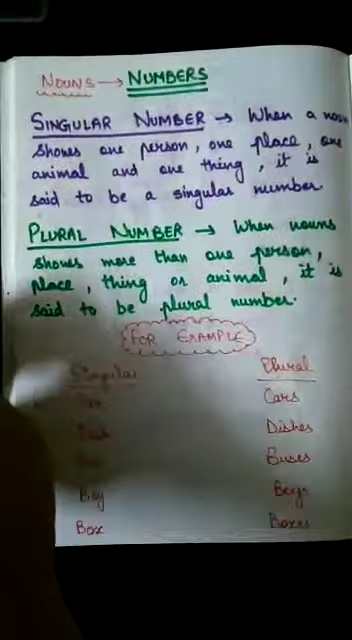 NOUNS → NUMBERS
SINGULAR NUMBER → When a noun
shows one person, one place, one
animal and one thing, it is
said to be a singular number.
PLURAL NUMBER → When nouns
shows more than one person,
place, thing or animal, it is
said to be plural number.
FOR EXAMPLE
Singular Plural
Cars
Dishes
Buses
Boy Boys
Box Boxes